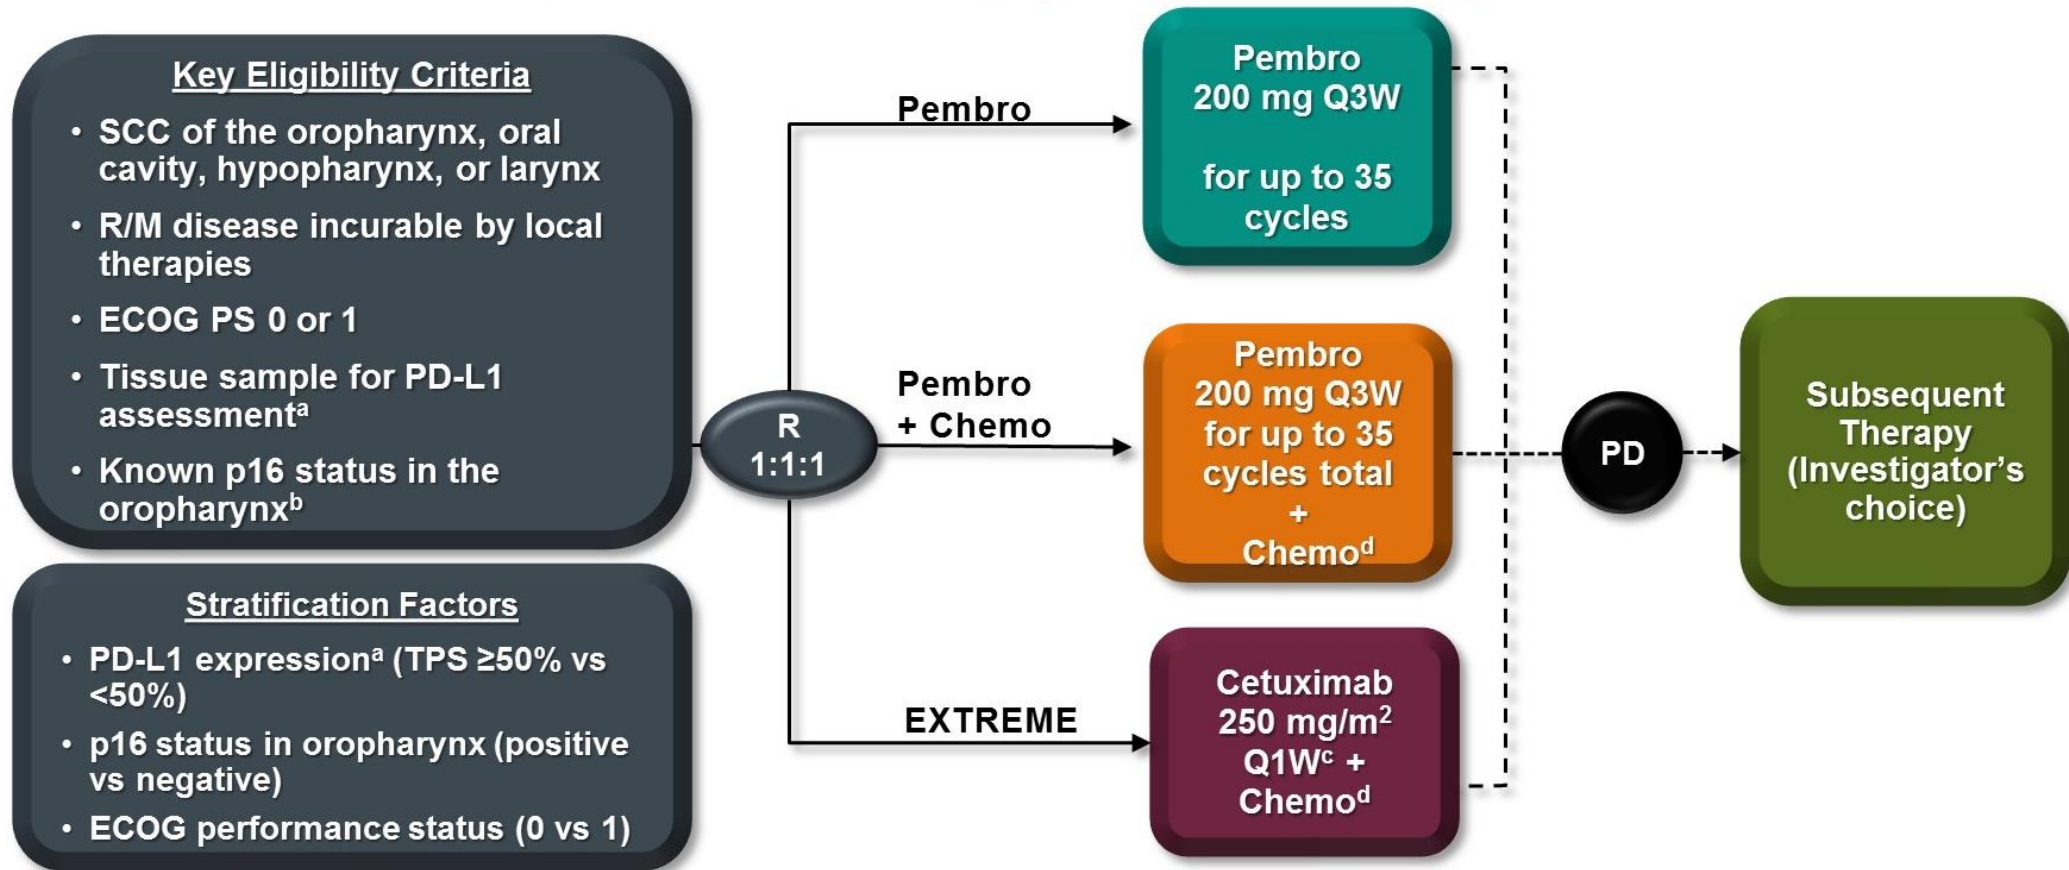 Key Eligibility Criteria
• SCC of the oropharynx, oral
cavity, hypopharynx, or larynx
• R/M disease incurable by local
therapies
• ECOG PS 0 or 1
• Tissue sample for PD-L1
assessmentᵃ
• Known p16 status in the
oropharynxᵇ
Stratification Factors
• PD-L1 expressionᵃ (TPS ≥50% vs
<50%)
• p16 status in oropharynx (positive
vs negative)
• ECOG performance status (0 vs 1)
R
1:1:1
Pembro
Pembro
200 mg Q3W
for up to 35
cycles
Pembro
+ Chemo
Pembro
200 mg Q3W
for up to 35
cycles total
+
Chemoᵈ
EXTREME
Cetuximab
250 mg/m²
Q1Wᶜ +
Chemoᵈ
PD
Subsequent
Therapy
(Investigator’s
choice)